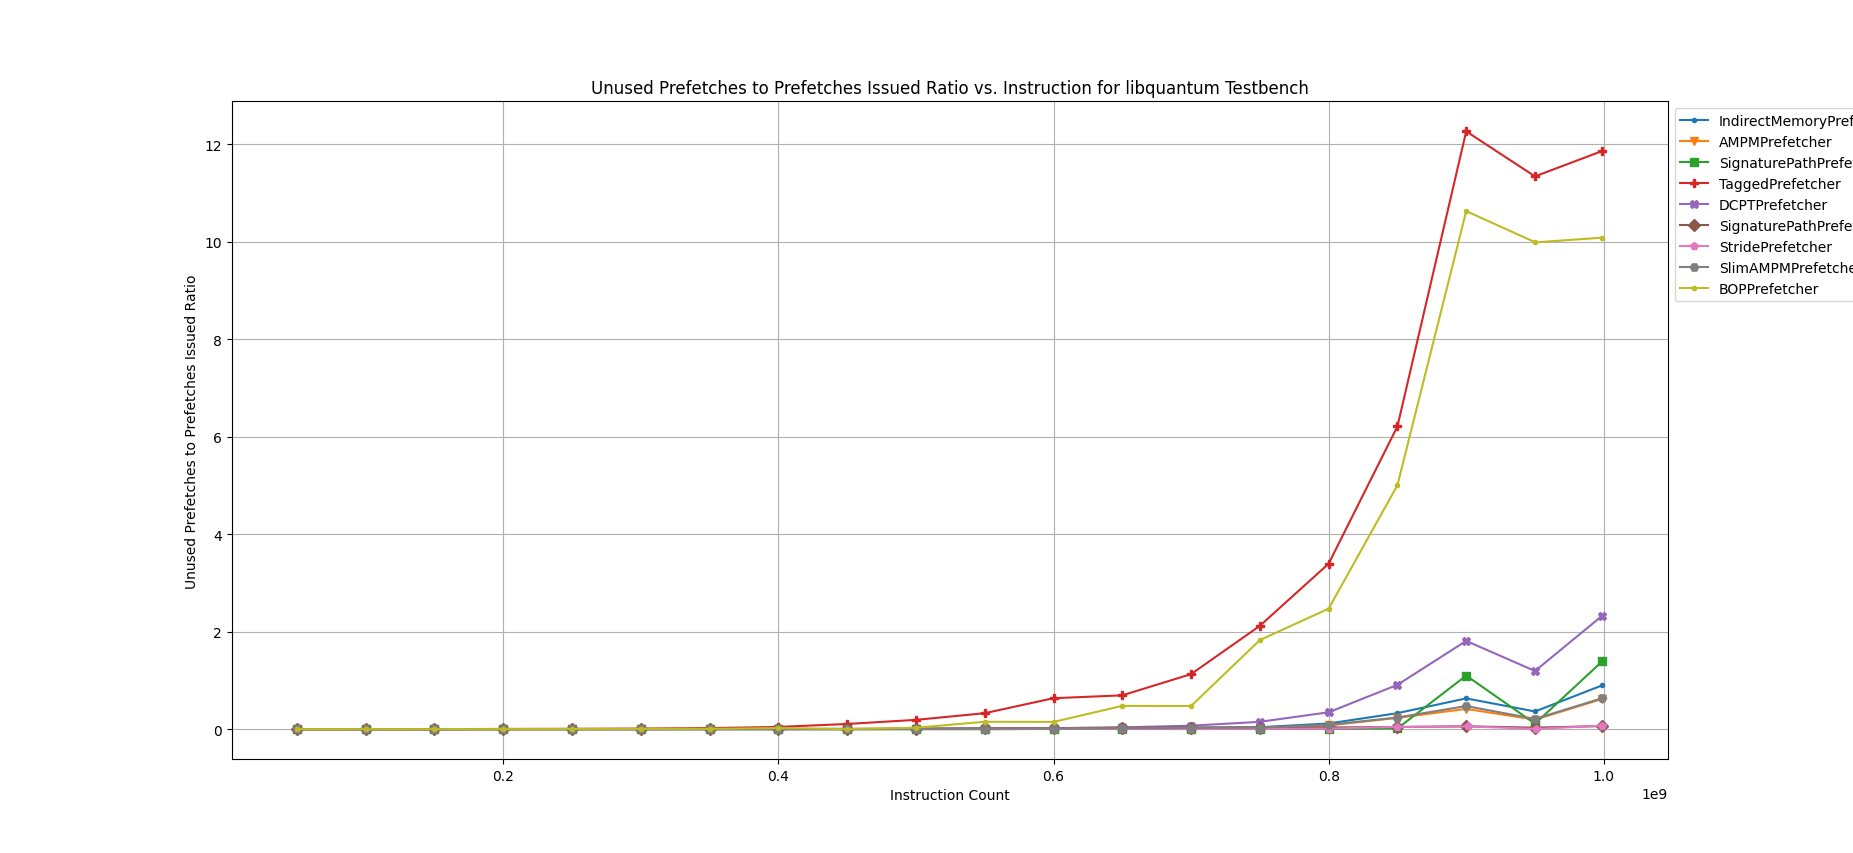 Unused Prefetches to Prefetches Issued Ratio vs. Instruction for libquantum Testbench
Unused Prefetches to Prefetches Issued Ratio
12
10
8
6
4
2
0
0.2
0.4
0.6
0.8
1.0
1e9
Instruction Count
IndirectMemoryPref
AMPMPrefetcher
SignaturePathPrefe
TaggedPrefetcher
DCPTPrefetcher
SignaturePathPrefe
StridePrefetcher
SlimAMPMPrefetche
BOPPrefetcher